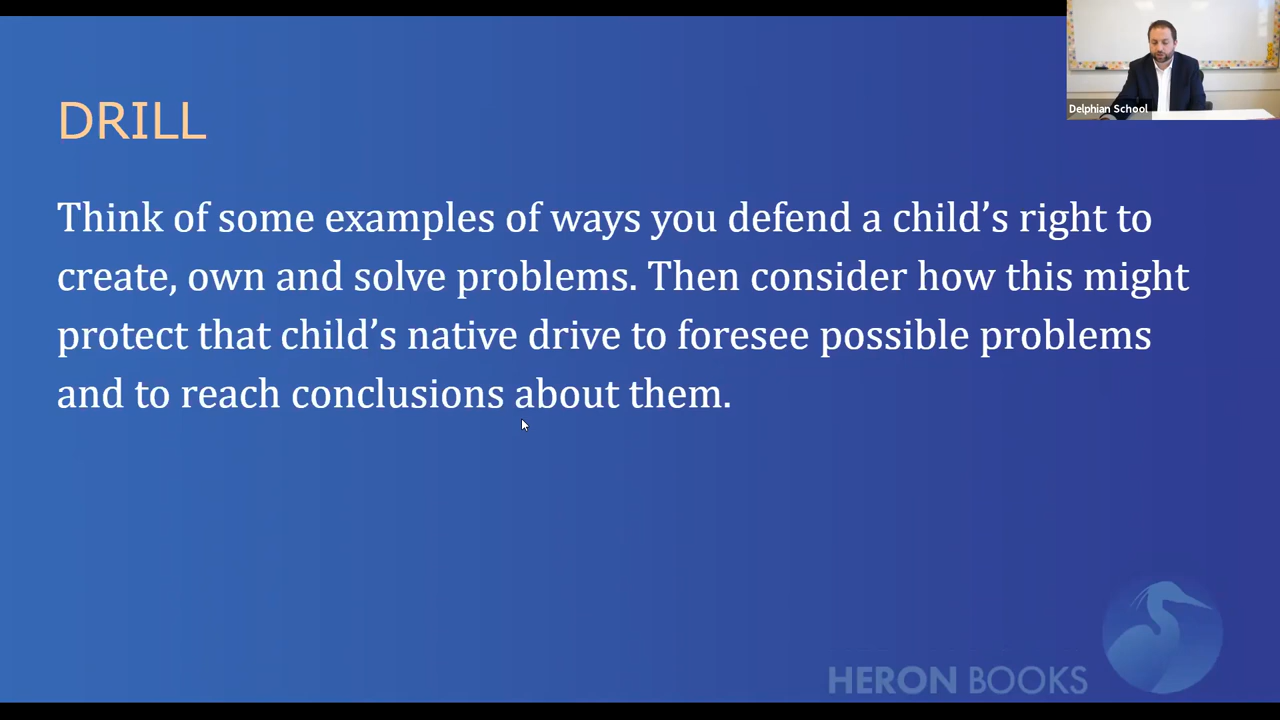 Delphian School
DRILL
Think of some examples of ways you defend a child’s right to
create, own and solve problems. Then consider how this might
protect that child’s native drive to foresee possible problems
and to reach conclusions about them.
HERON BOOKS